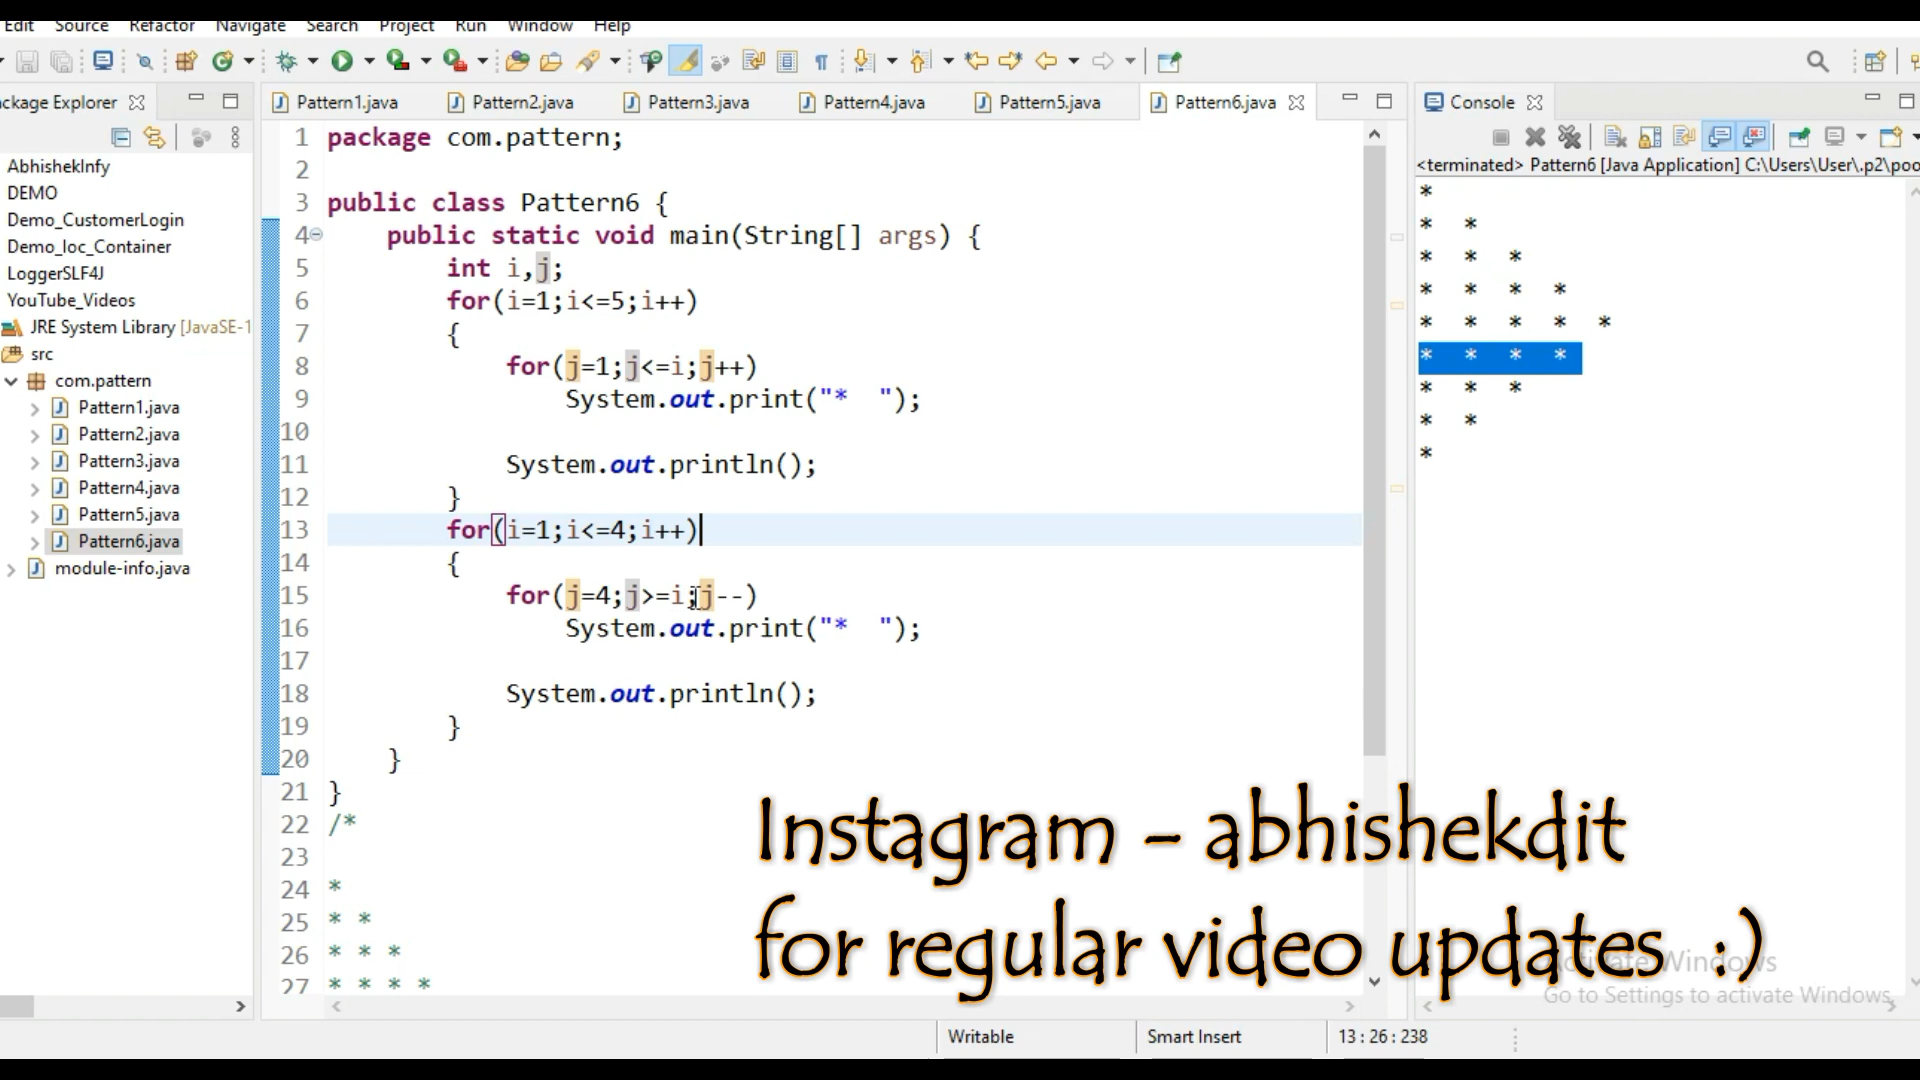 Edit Source Refactor Navigate Search Project Run Window Help
ckage Explorer
Pattern1.java Pattern2.java Pattern3.java Pattern4.java Pattern5.java Pattern6.java
Console
AbhishekInfy
DEMO
Demo_CustomerLogin
Demo_Ioc_Container
LoggerSLF4J
YouTube_Videos
JRE System Library [JavaSE-1
src
com.pattern
Pattern1.java
Pattern2.java
Pattern3.java
Pattern4.java
Pattern5.java
Pattern6.java
module-info.java
1 package com.pattern;
2
3 public class Pattern6 {
4 public static void main(String[] args) {
5 int i,j;
6 for(i=1;i<=5;i++)
7 {
8 for(j=1;j<=i;j++)
9 System.out.print("*  ");
10
11 System.out.println();
12 }
13 for(i=1;i<=4;i++)
14 {
15 for(j=4;j>=i;j--)
16 System.out.print("*  ");
17
18 System.out.println();
19 }
20 }
21 }
22 /*
23
24 *
25 * *
26 * * *
27 * * * *
<terminated> Pattern6 [Java Application] C:\Users\User\.p2\poo
*
* *
* * *
* * * *
* * * * *
* * * *
* * *
* *
*
Instagram - abhishekdit
for regular video updates :)
Activate Windows
Go to Settings to activate Windows.
Writable Smart Insert 13 : 26 : 238